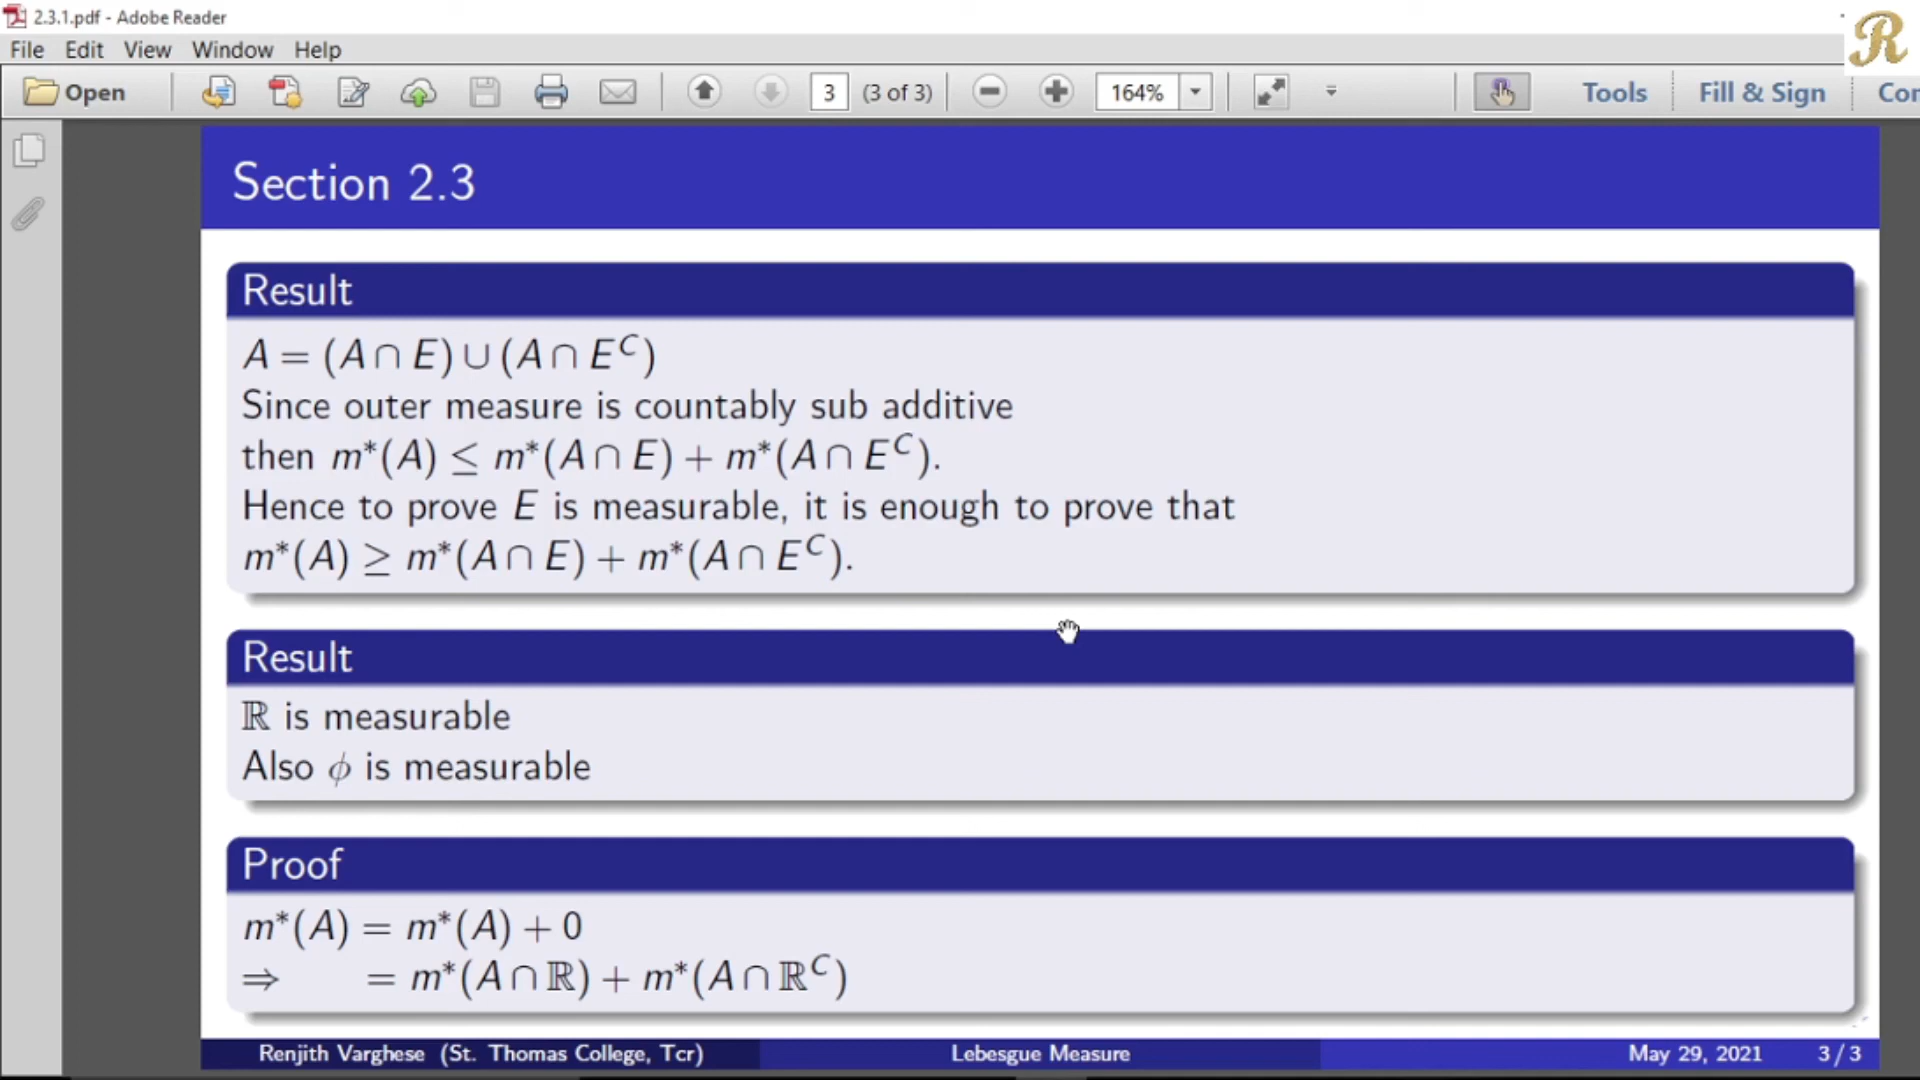 2.3.1.pdf - Adobe Reader
File Edit View Window Help
Open 3 (3 of 3) 164% Tools Fill & Sign
R
Section 2.3
Result
A = (A ∩ E) ∪ (A ∩ E^C)
Since outer measure is countably sub additive
then m*(A) ≤ m*(A ∩ E) + m*(A ∩ E^C).
Hence to prove E is measurable, it is enough to prove that
m*(A) ≥ m*(A ∩ E) + m*(A ∩ E^C).
Result
ℝ is measurable
Also ϕ is measurable
Proof
m*(A) = m*(A) + 0
⇒ = m*(A ∩ ℝ) + m*(A ∩ ℝ^C)
Renjith Varghese (St. Thomas College, Tcr) Lebesgue Measure May 29, 2021 3 / 3